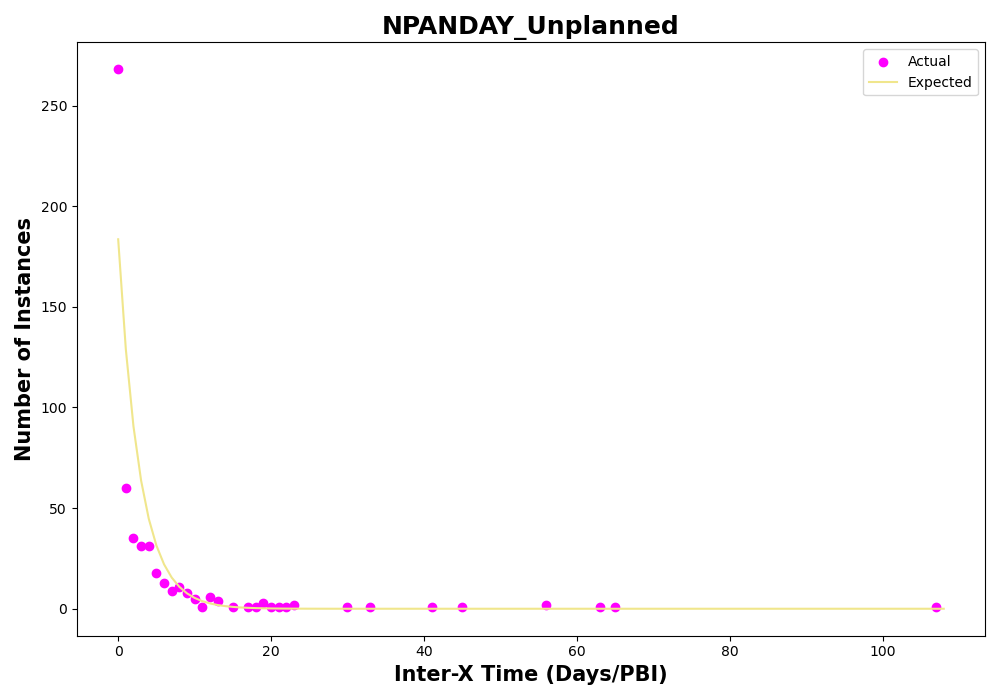 NPANDAY_Unplanned
Actual
Expected
250
200
150
100
50
0
Number of Instances
0 20 40 60 80 100
Inter-X Time (Days/PBI)